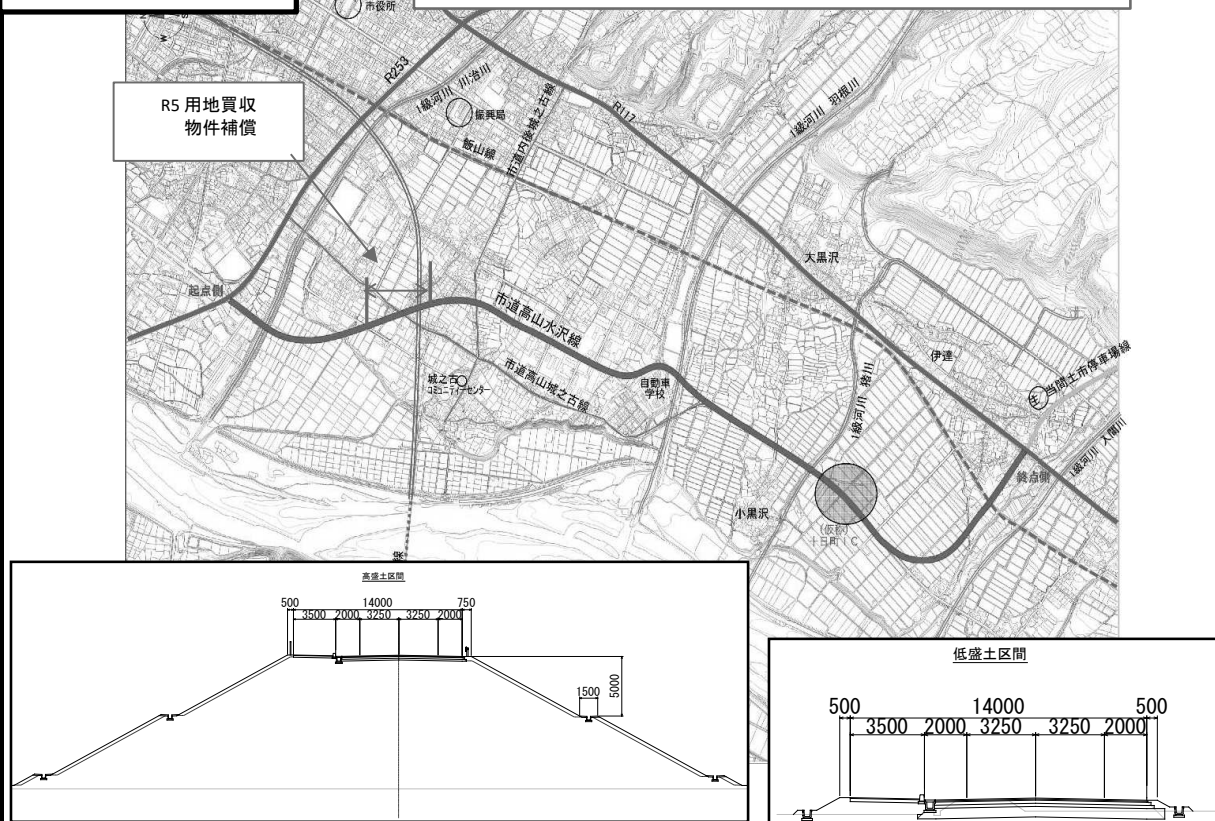 市役所
R253
1級河川 川治川
R5 用地買収
物件補償
振興局
市道内後城之古線
R117
1級河川 羽根川
飯山線
大黒沢
起点側
市道高山水沢線
伊達
当間土市停車場線
主
城之古
コミュニティーセンター
市道高山城之古線
自動車
学校
1級河川
1級河川 入間川
終点側
小黒沢
(仮称)
十日町IC
線
高盛土区間
500 14000 750
3500 2000 3250 3250 2000
5000
1500
低盛土区間
500 14000 500
3500 2000 3250 3250 2000